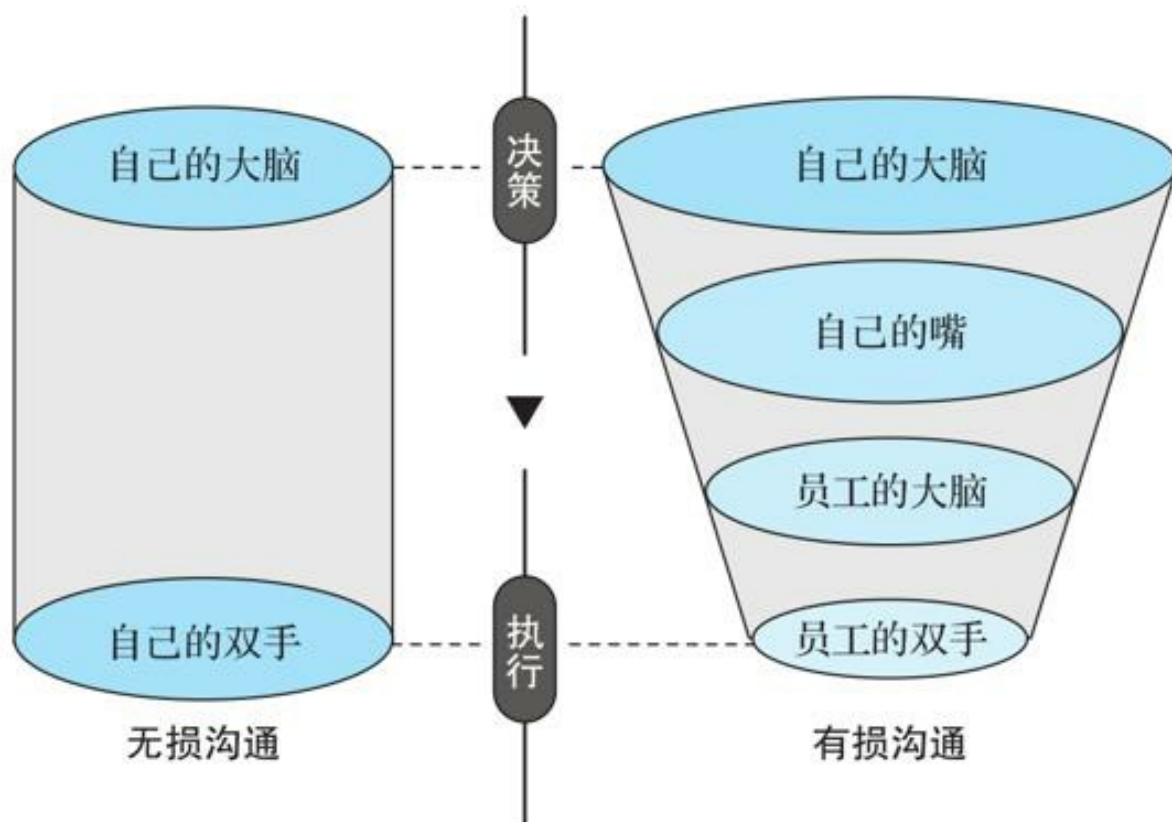 自己的大脑
自己的双手
无损沟通
决策
执行
自己的大脑
自己的嘴
员工的大脑
员工的双手
有损沟通